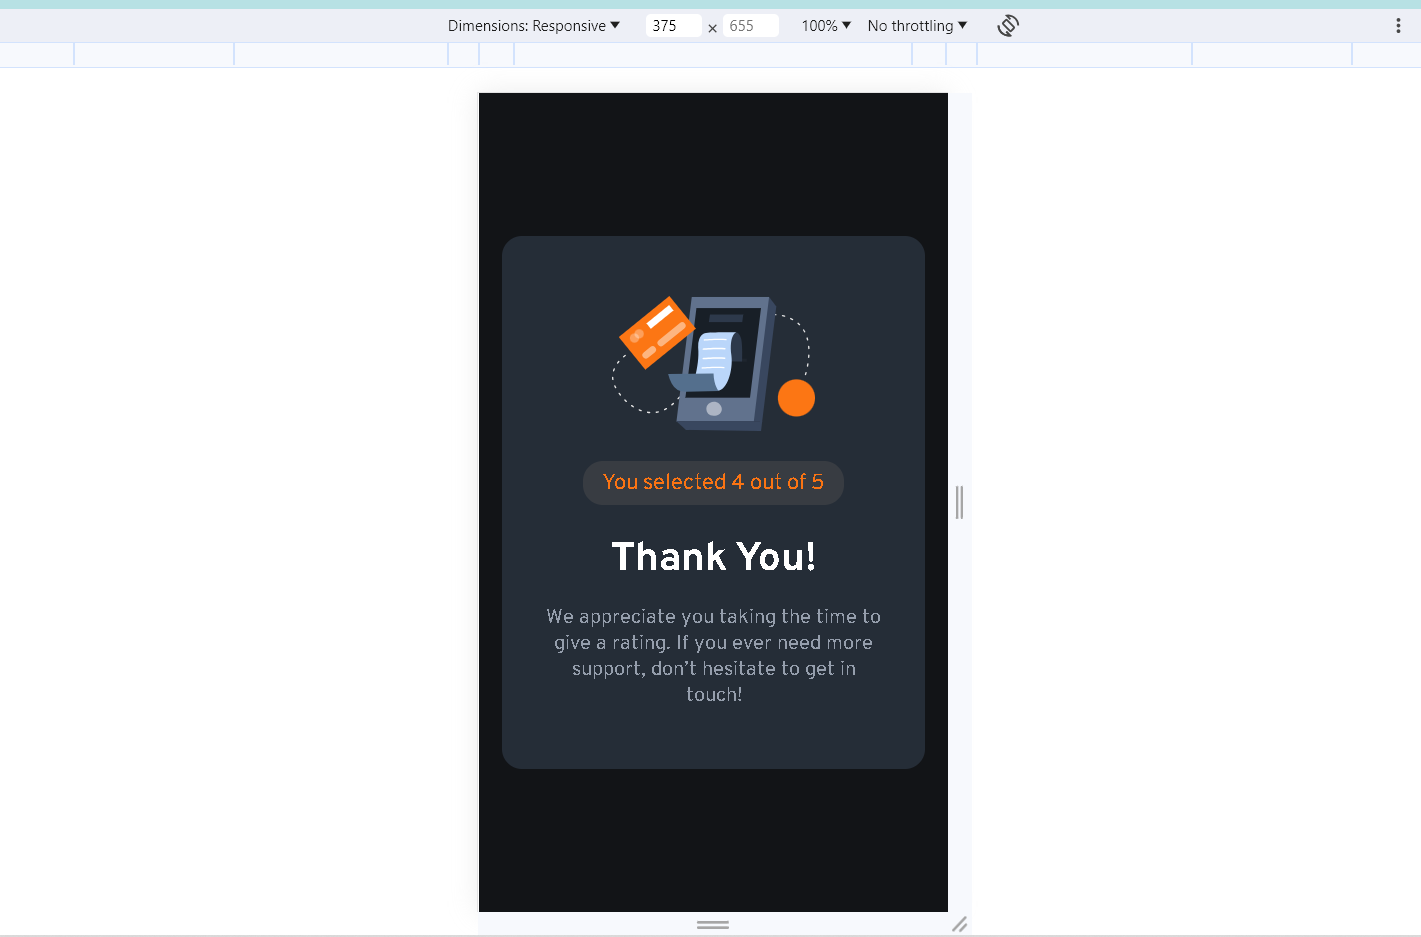 Dimensions: Responsive 375 × 655 100% No throttling
You selected 4 out of 5
Thank You!
We appreciate you taking the time to
give a rating. If you ever need more
support, don’t hesitate to get in
touch!